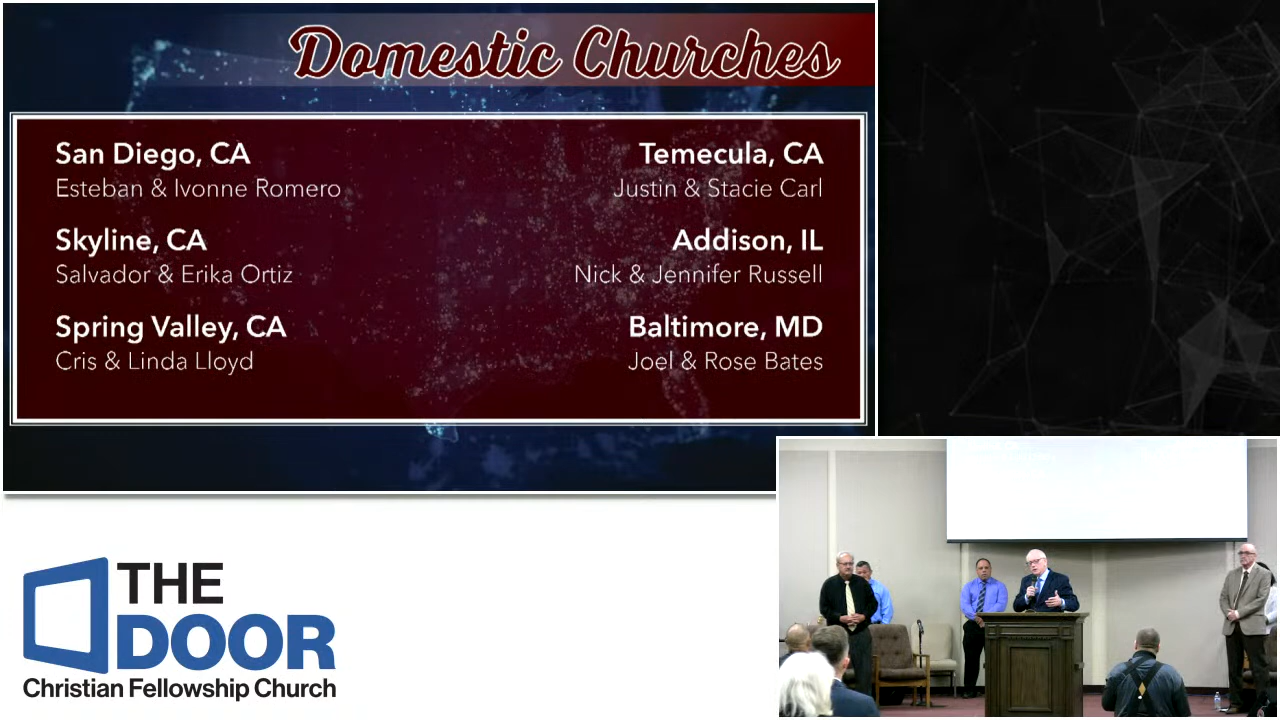 Domestic Churches
San Diego, CA
Esteban & Ivonne Romero
Skyline, CA
Salvador & Erika Ortiz
Spring Valley, CA
Cris & Linda Lloyd
Temecula, CA
Justin & Stacie Carl
Addison, IL
Nick & Jennifer Russell
Baltimore, MD
Joel & Rose Bates
THE
DOOR
Christian Fellowship Church